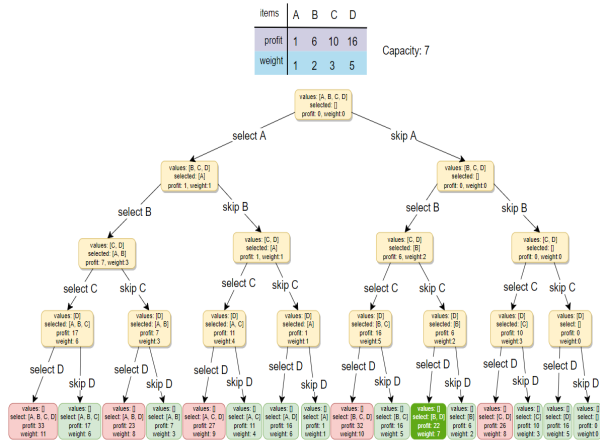 items A B C D
profit 1 6 10 16
weight 1 2 3 5
Capacity: 7
values: [A, B, C, D]
selected: []
profit: 0, weight:0
select A
skip A
values: [B, C, D]
selected: [A]
profit: 1, weight:1
values: [B, C, D]
selected: []
profit: 0, weight:0
select B
skip B
select B
skip B
values: [C, D]
selected: [A, B]
profit: 7, weight:3
values: [C, D]
selected: [A]
profit: 1, weight:1
values: [C, D]
selected: [B]
profit: 6, weight:2
values: [C, D]
selected: []
profit: 0, weight:0
select C
skip C
select C
skip C
select C
skip C
select C
skip C
values: [D]
selected: [A, B, C]
profit: 17
weight: 6
values: [D]
selected: [A, B]
profit: 7
weight:3
values: [D]
selected: [A, C]
profit: 11
weight:4
values: [D]
selected: [A]
profit: 1
weight:1
values: [D]
selected: [B, C]
profit: 16
weight:5
values: [D]
selected: [B]
profit: 6
weight:2
values: [D]
selected: [C]
profit: 10
weight:3
values: [D]
select: []
profit: 0
weight:0
select D
skip D
select D
skip D
select D
skip D
select D
skip D
select D
skip D
select D
skip D
select D
skip D
select D
skip D
values: []
select: [A, B, C, D]
profit: 33
weight: 11
values: []
select: [A, B, C]
profit: 17
weight: 6
values: []
select: [A, B, D]
profit: 23
weight: 8
values: []
select: [A, B]
profit: 7
weight: 3
values: []
select: [A, C, D]
profit: 27
weight: 9
values: []
select: [A, C]
profit: 11
weight: 4
values: []
select: [A, D]
profit: 16
weight: 6
values: []
select: [A]
profit: 1
weight: 1
values: []
select: [B, C, D]
profit: 32
weight: 10
values: []
select: [B, C]
profit: 16
weight: 5
values: []
select: [B, D]
profit: 22
weight: 7
values: []
select: [B]
profit: 6
weight: 2
values: []
select: [C, D]
profit: 26
weight: 8
values: []
select: [C]
profit: 10
weight: 3
values: []
select: [D]
profit: 16
weight: 5
values: []
select: []
profit: 0
weight:0